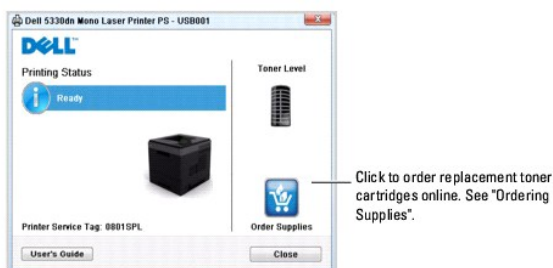 Dell 5330dn Mono Laser Printer PS - USB001
DELL™
Printing Status
Toner Level
Ready
Click to order replacement toner
cartridges online. See "Ordering
Supplies".
Printer Service Tag: 0801SPL
Order Supplies
User's Guide
Close